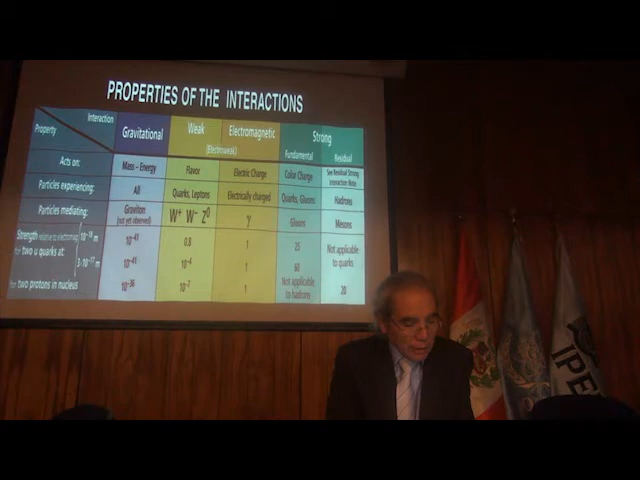 PROPERTIES OF THE INTERACTIONS
Interaction
Property
Gravitational
Weak
Electromagnetic
(Electroweak)
Strong
Fundamental
Residual
Acts on:
Mass – Energy
Flavor
Electric Charge
Color Charge
See Residual Strong
Interaction Note
Particles experiencing:
All
Quarks, Leptons
Electrically charged
Quarks, Gluons
Hadrons
Particles mediating:
Graviton
(not yet observed)
W⁺ W⁻ Z⁰
γ
Gluons
Mesons
Strength relative to electromag 10⁻¹⁸ m
for two u quarks at:
3·10⁻¹⁷ m
for two protons in nucleus
10⁻⁴¹
0.8
1
25
Not applicable
to quarks
10⁻⁴¹
10⁻⁴
1
60
10⁻³⁶
10⁻⁷
1
Not applicable
to hadrons
20
IPE